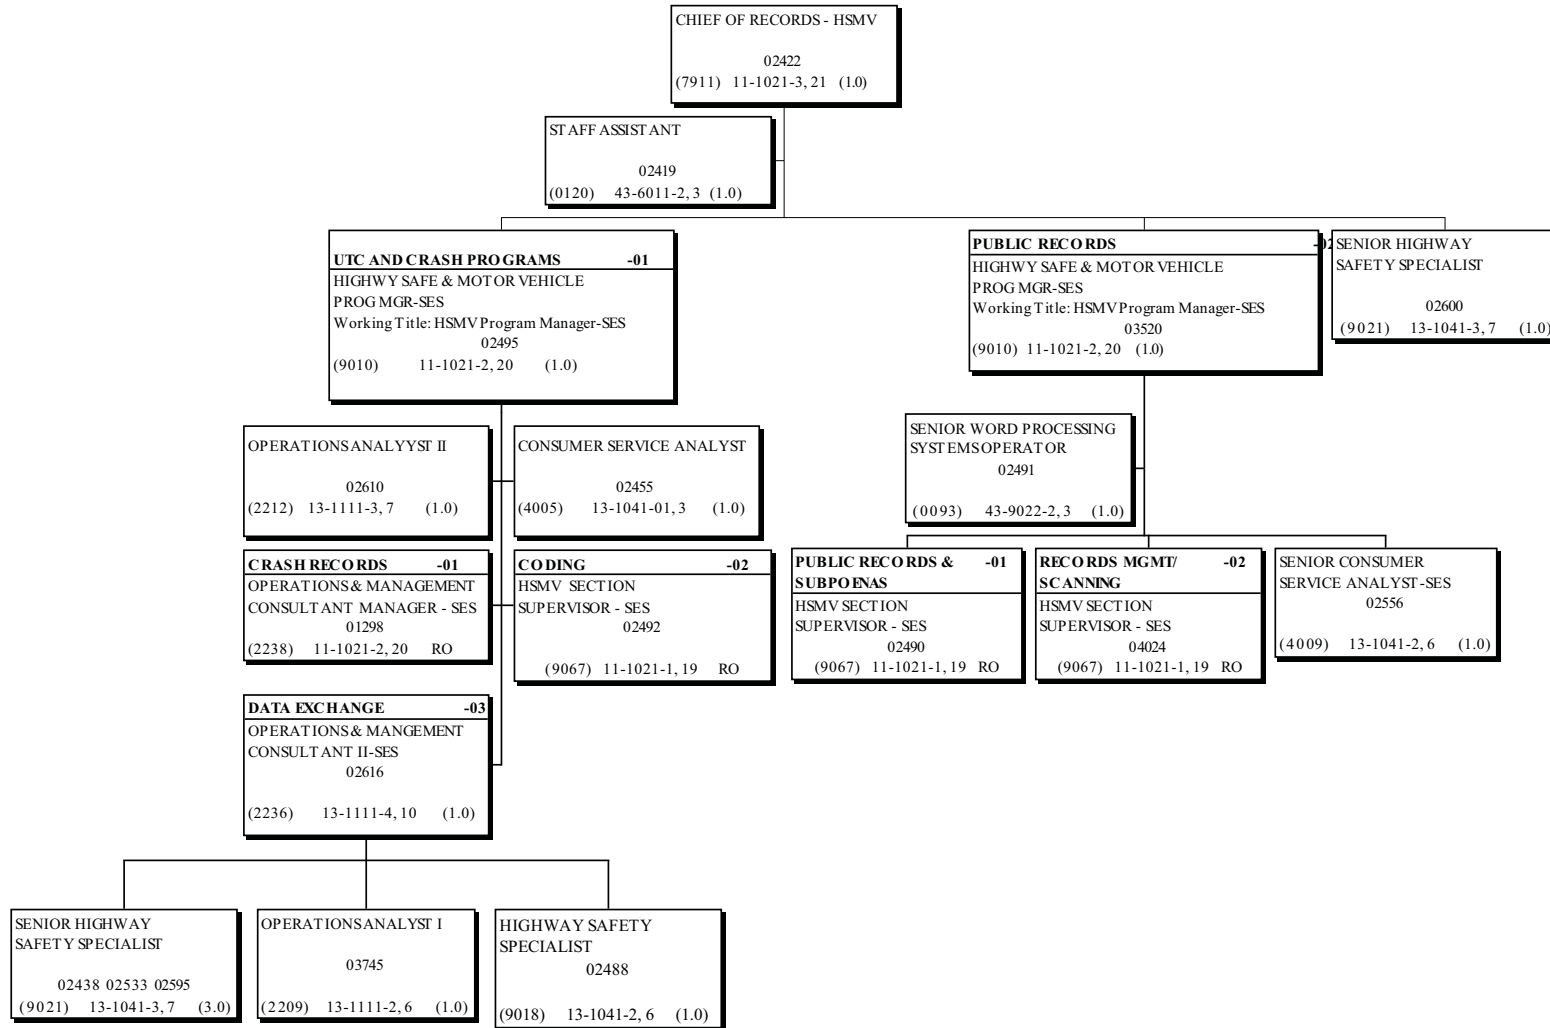 CHIEF OF RECORDS - HSMV
02422
(7911) 11-1021-3, 21 (1.0)
STAFF ASSISTANT
02419
(0120) 43-6011-2, 3 (1.0)
UTC AND CRASH PROGRAMS -01
HIGHWY SAFE & MOTOR VEHICLE
PROG MGR-SES
Working Title: HSMV Program Manager-SES
02495
(9010) 11-1021-2, 20 (1.0)
PUBLIC RECORDS -02
HIGHWY SAFE & MOTOR VEHICLE
PROG MGR-SES
Working Title: HSMV Program Manager-SES
03520
(9010) 11-1021-2, 20 (1.0)
SENIOR HIGHWAY
SAFETY SPECIALIST
02600
(9021) 13-1041-3, 7 (1.0)
OPERATIONS ANALYYST II
02610
(2212) 13-1111-3, 7 (1.0)
CONSUMER SERVICE ANALYST
02455
(4005) 13-1041-01, 3 (1.0)
SENIOR WORD PROCESSING
SYSTEMS OPERATOR
02491
(0093) 43-9022-2, 3 (1.0)
CRASH RECORDS -01
OPERATIONS & MANAGEMENT
CONSULTANT MANAGER - SES
01298
(2238) 11-1021-2, 20 RO
CODING -02
HSMV SECTION
SUPERVISOR - SES
02492
(9067) 11-1021-1, 19 RO
PUBLIC RECORDS & -01
SUBPOENAS
HSMV SECTION
SUPERVISOR - SES
02490
(9067) 11-1021-1, 19 RO
RECORDS MGMT/ -02
SCANNING
HSMV SECTION
SUPERVISOR - SES
04024
(9067) 11-1021-1, 19 RO
SENIOR CONSUMER
SERVICE ANALYST-SES
02556
(4009) 13-1041-2, 6 (1.0)
DATA EXCHANGE -03
OPERATIONS & MANGEMENT
CONSULTANT II-SES
02616
(2236) 13-1111-4, 10 (1.0)
SENIOR HIGHWAY
SAFETY SPECIALIST
02438 02533 02595
(9021) 13-1041-3, 7 (3.0)
OPERATIONS ANALYST I
03745
(2209) 13-1111-2, 6 (1.0)
HIGHWAY SAFETY
SPECIALIST
02488
(9018) 13-1041-2, 6 (1.0)